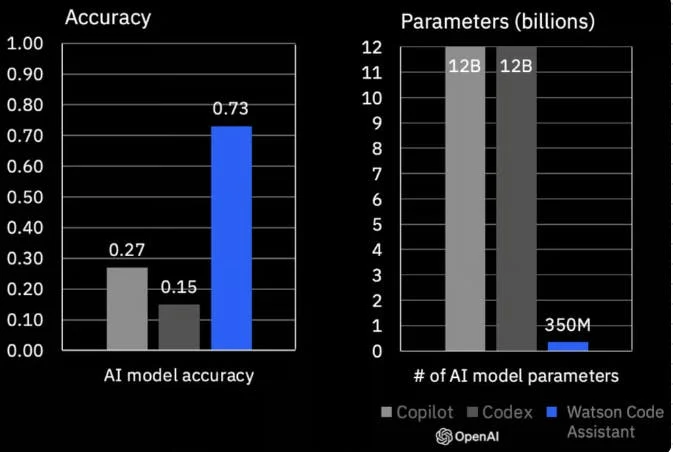 Accuracy
1.00
0.90
0.80
0.70
0.60
0.50
0.40
0.30
0.20
0.10
0.00
0.27
0.15
0.73
AI model accuracy
Parameters (billions)
12
11
10
9
8
7
6
5
4
3
2
1
0
12B
12B
350M
# of AI model parameters
Copilot
Codex
Watson Code
Assistant
OpenAI